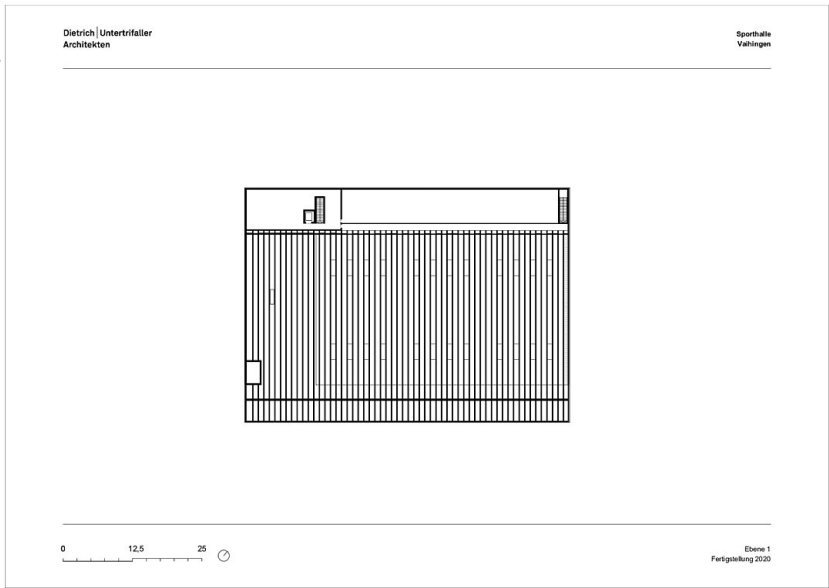 Dietrich | Untertrifaller
Architekten
Sporthalle
Vaihingen
0 12,5 25
Ebene 1
Fertigstellung 2020